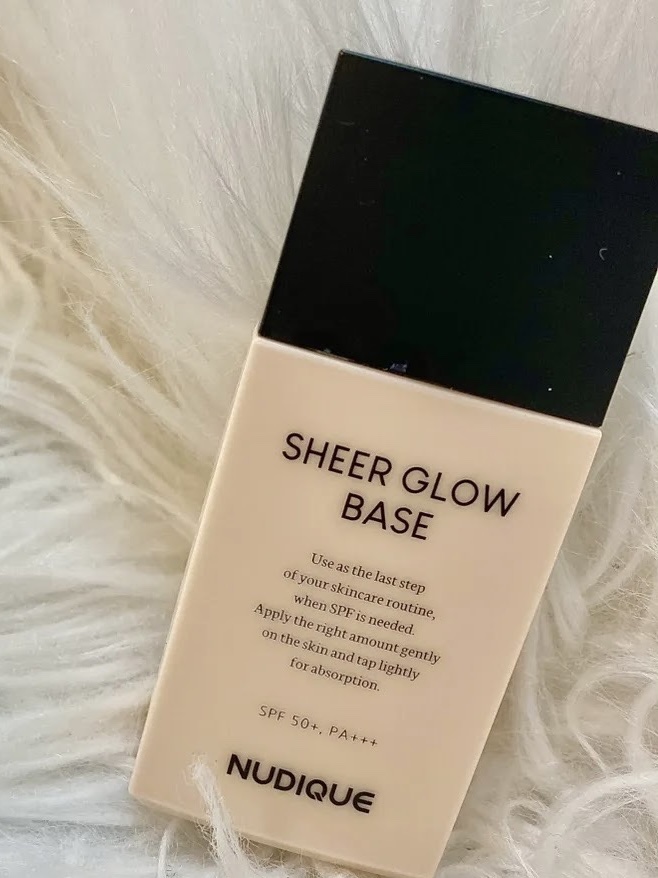 SHEER GLOW
BASE
Use as the last step
of your skincare routine,
when SPF is needed.
Apply the right amount gently
on the skin and tap lightly
for absorption.
SPF 50+, PA+++
NUDIQUE